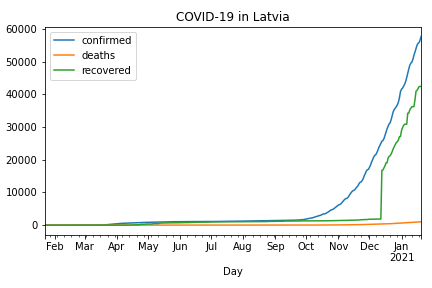 COVID-19 in Latvia
confirmed
deaths
recovered
60000
50000
40000
30000
20000
10000
0
Feb Mar Apr May Jun Jul Aug Sep Oct Nov Dec Jan
2021
Day